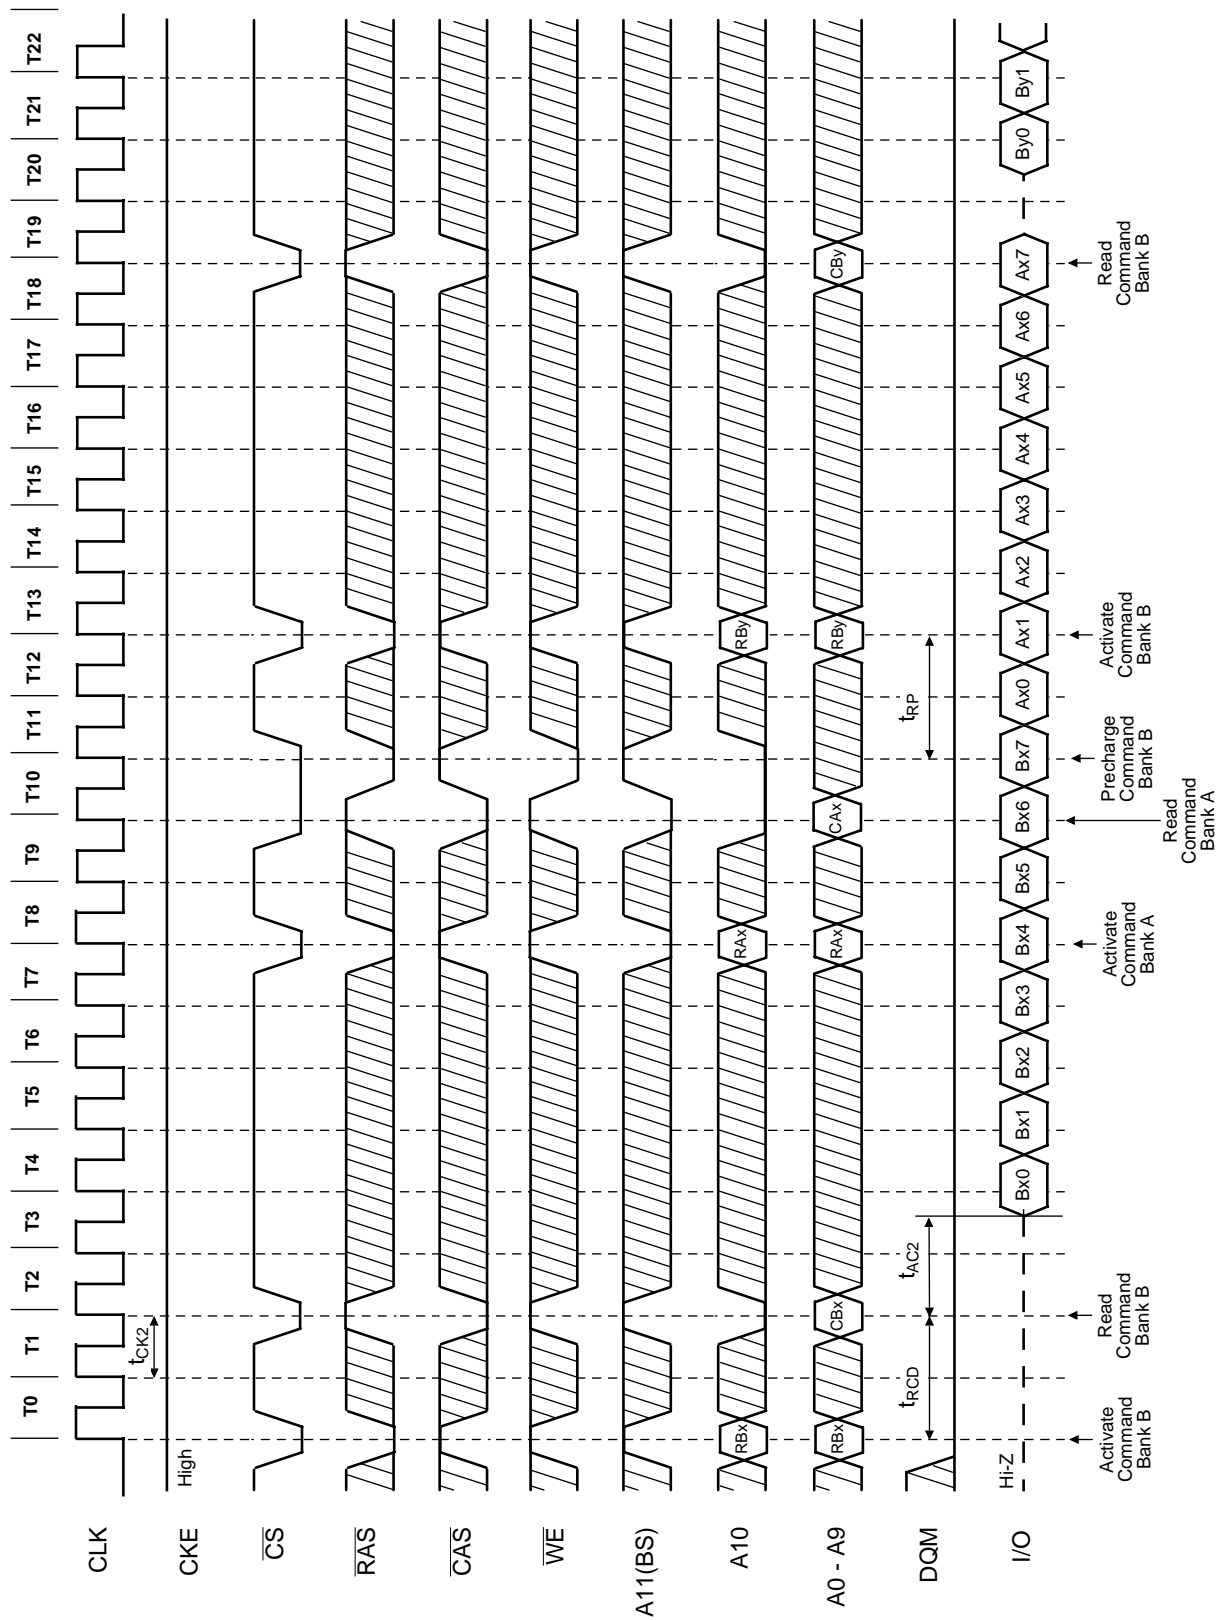 T0 T1 T2 T3 T4 T5 T6 T7 T8 T9 T10 T11 T12 T13 T14 T15 T16 T17 T18 T19 T20 T21 T22
CLK
tCK2
CKE
High
CS
RAS
CAS
WE
A11(BS)
A10
RBx RAx RBy
A0 - A9
RBx CBx RAx CAx RBy CBy
DQM
tRCD tAC2 tRP
I/O
Hi-Z
Bx0 Bx1 Bx2 Bx3 Bx4 Bx5 Bx6 Bx7 Ax0 Ax1 Ax2 Ax3 Ax4 Ax5 Ax6 Ax7 By0 By1
Activate
Command
Bank B
Read
Command
Bank B
Activate
Command
Bank A
Read
Command
Bank A
Precharge
Command
Bank B
Activate
Command
Bank B
Read
Command
Bank B